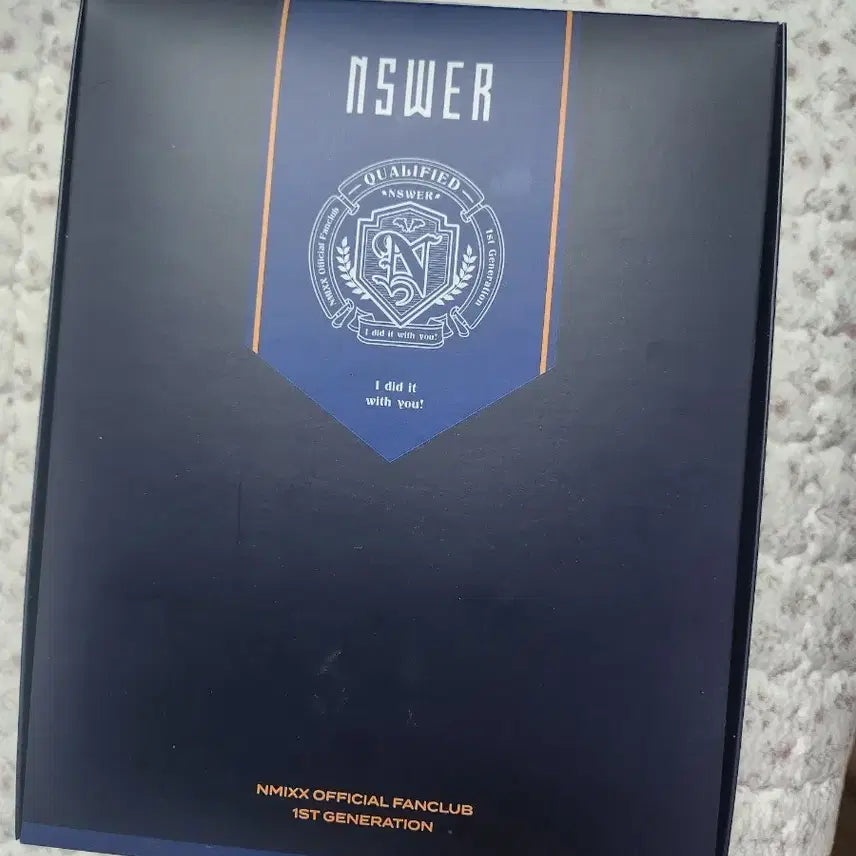 NSWER
QUALIFIED
*NSWER*
NMIXX Official Fanclub
1st Generation
N
I did it with you!
I did it
with you!
NMIXX OFFICIAL FANCLUB
1ST GENERATION